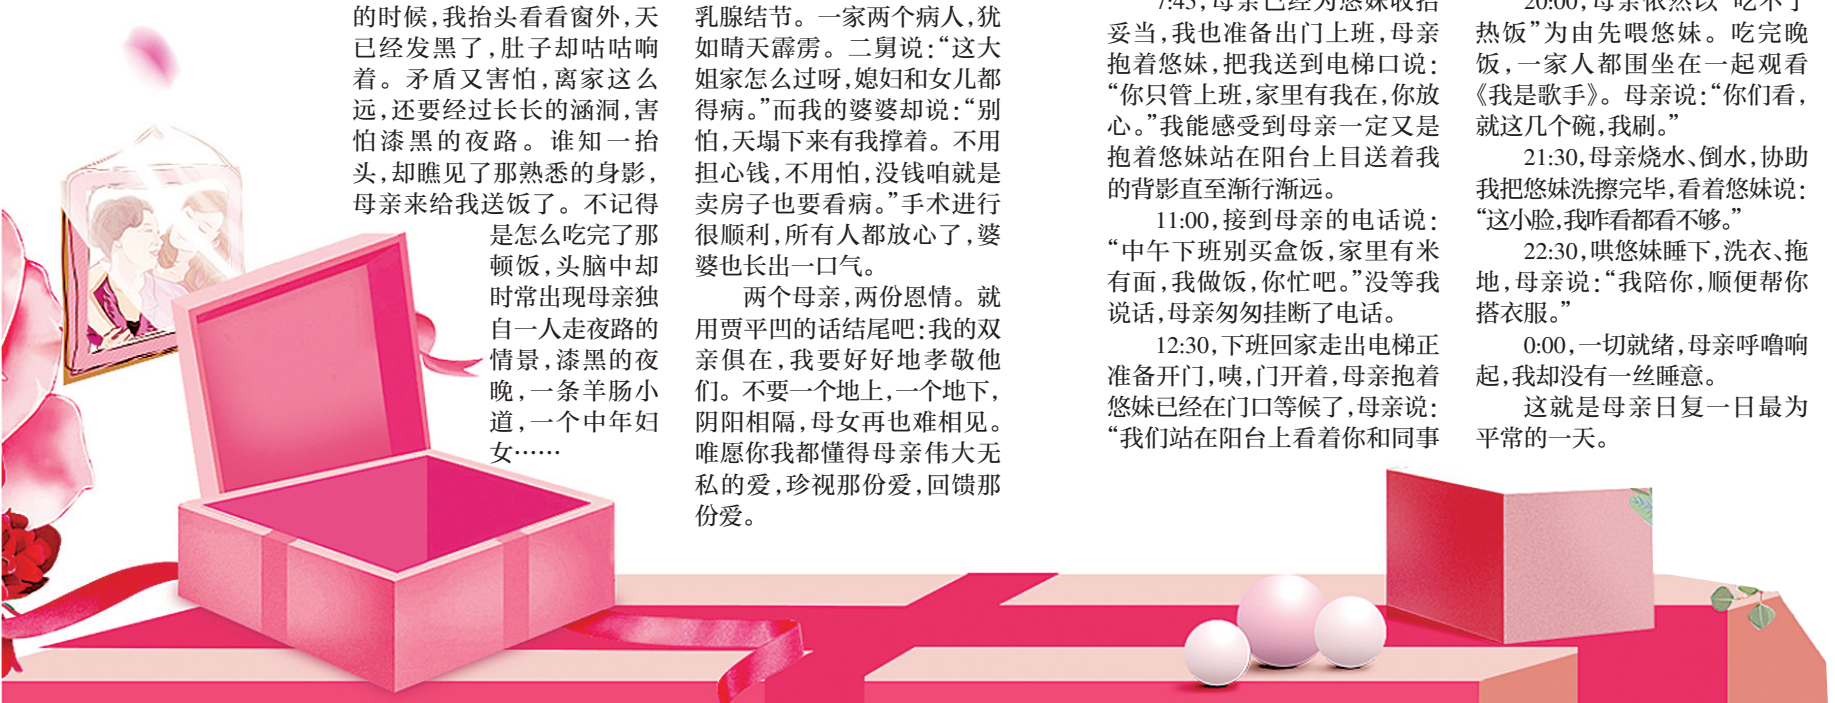 的时候，我抬头看看窗外，天
已经发黑了，肚子却咕咕响
着。矛盾又害怕，离家这么
远，还要经过长长的涵洞，害
怕漆黑的夜路。谁知一抬
头，却瞧见了那熟悉的身影，
母亲来给我送饭了。不记得
是怎么吃完了那
顿饭，头脑中却
时常出现母亲独
自一人走夜路的
情景，漆黑的夜
晚，一条羊肠小
道，一个中年妇
女……
乳腺结节。一家两个病人，犹
如晴天霹雳。二舅说：“这大
姐家怎么过呀，媳妇和女儿都
得病。”而我的婆婆却说：“别
怕，天塌下来有我撑着。不用
担心钱，不用怕，没钱咱就是
卖房子也要看病。”手术进行
很顺利，所有人都放心了，婆
婆也长出一口气。
两个母亲，两份恩情。就
用贾平凹的话结尾吧：我的双
亲俱在，我要好好地孝敬他
们。不要一个地上，一个地下，
阴阳相隔，母女再也难相见。
唯愿你我都懂得母亲伟大无
私的爱，珍视那份爱，回馈那
份爱。
7:45，母亲已经为悠妹收拾
妥当，我也准备出门上班，母亲
抱着悠妹，把我送到电梯口说：
“你只管上班，家里有我在，你放
心。”我能感受到母亲一定又是
抱着悠妹站在阳台上目送着我
的背影直至渐行渐远。
11:00，接到母亲的电话说：
“中午下班别买盒饭，家里有米
有面，我做饭，你忙吧。”没等我
说话，母亲匆匆挂断了电话。
12:30，下班回家走出电梯正
准备开门，咦，门开着，母亲抱着
悠妹已经在门口等候了，母亲说：
“我们站在阳台上看着你和同事
20:00，母亲依然以“吃不了
热饭”为由先喂悠妹。吃完晚
饭，一家人都围坐在一起观看
《我是歌手》。母亲说：“你们看，
就这几个碗，我刷。”
21:30，母亲烧水、倒水，协助
我把悠妹洗擦完毕，看着悠妹说：
“这小脸，我咋看都看不够。”
22:30，哄悠妹睡下，洗衣、拖
地，母亲说：“我陪你，顺便帮你
搭衣服。”
0:00，一切就绪，母亲呼噜响
起，我却没有一丝睡意。
这就是母亲日复一日最为
平常的一天。